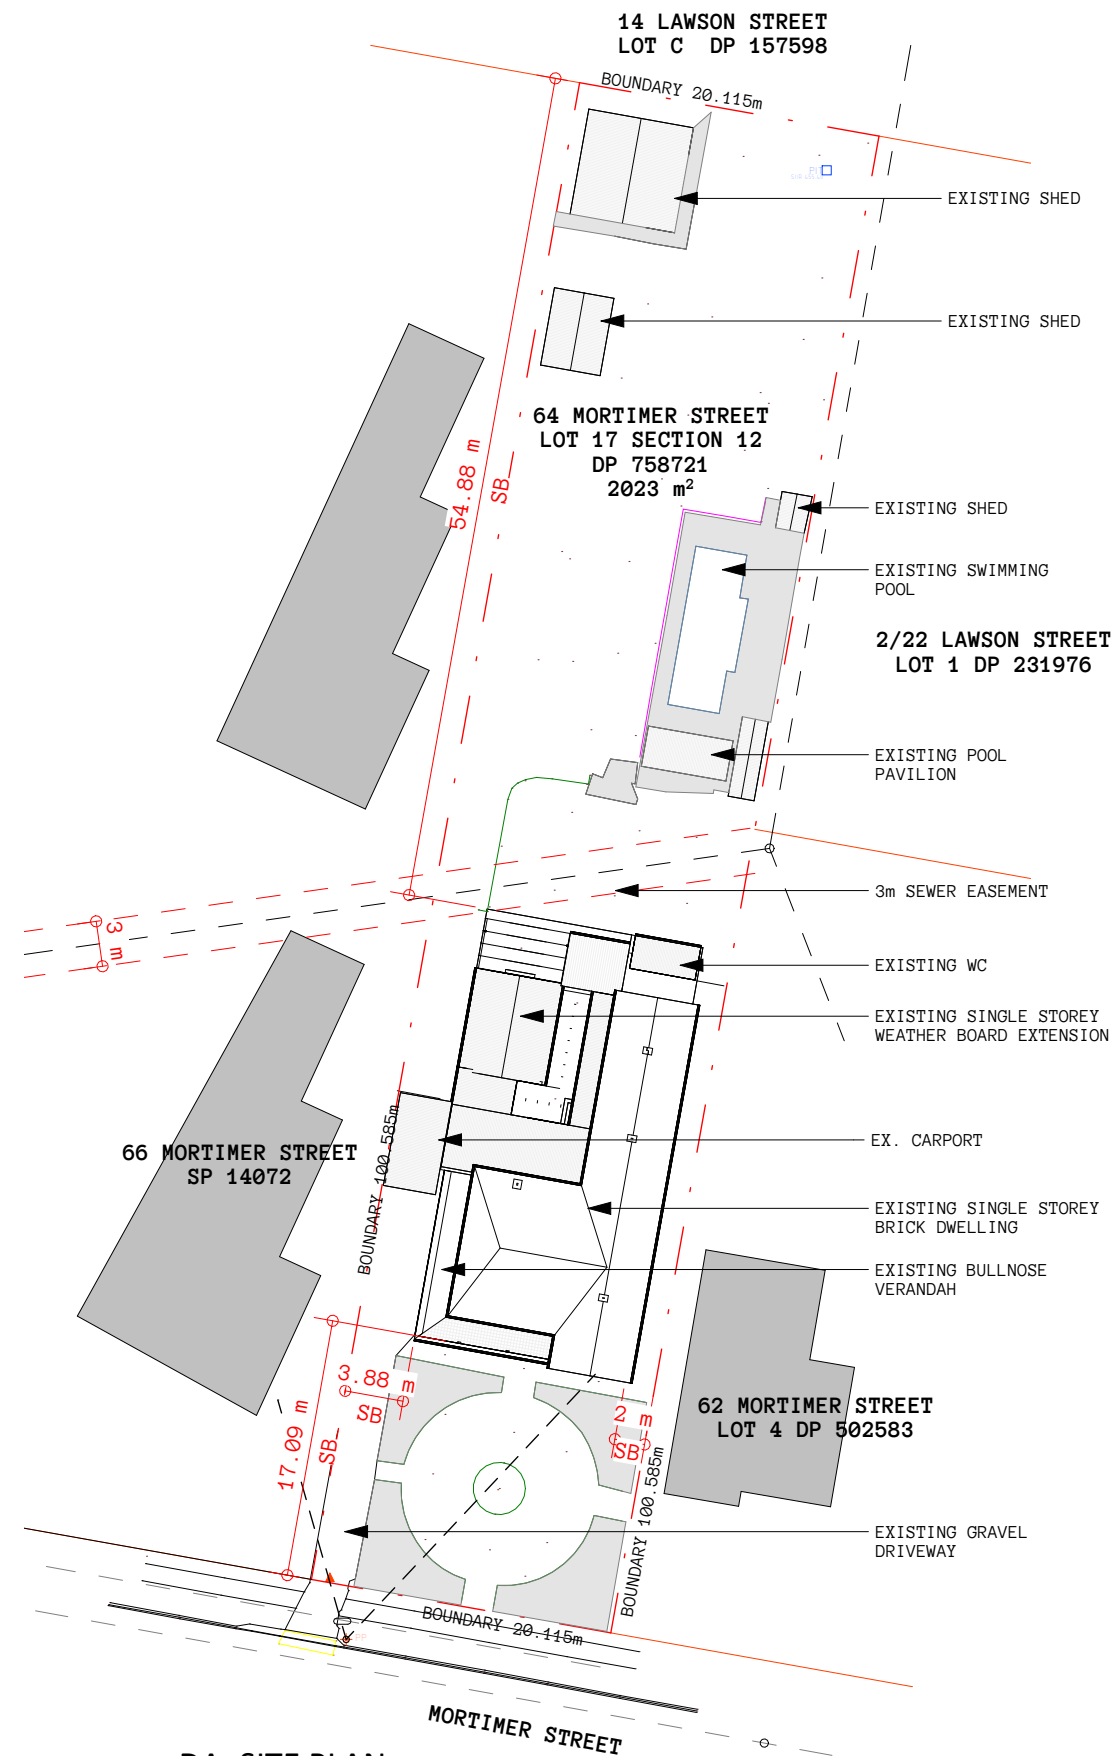 14 LAWSON STREET
LOT C DP 157598
BOUNDARY 20.115m
PIT
EXISTING SHED
EXISTING SHED
64 MORTIMER STREET
LOT 17 SECTION 12
DP 758721
2023 m²
54.88 m
SB
EXISTING SHED
EXISTING SWIMMING
POOL
2/22 LAWSON STREET
LOT 1 DP 231976
EXISTING POOL
PAVILION
3m SEWER EASEMENT
3 m
EXISTING WC
EXISTING SINGLE STOREY
WEATHER BOARD EXTENSION
BOUNDARY 100.585m
EX. CARPORT
66 MORTIMER STREET
SP 14072
EXISTING SINGLE STOREY
BRICK DWELLING
EXISTING BULLNOSE
VERANDAH
3.88 m
SB
2 m
SB
62 MORTIMER STREET
LOT 4 DP 502583
17.09 m
SB
BOUNDARY 100.585m
EXISTING GRAVEL
DRIVEWAY
BOUNDARY 20.115m
PP
MORTIMER STREET
DA SITE PLAN